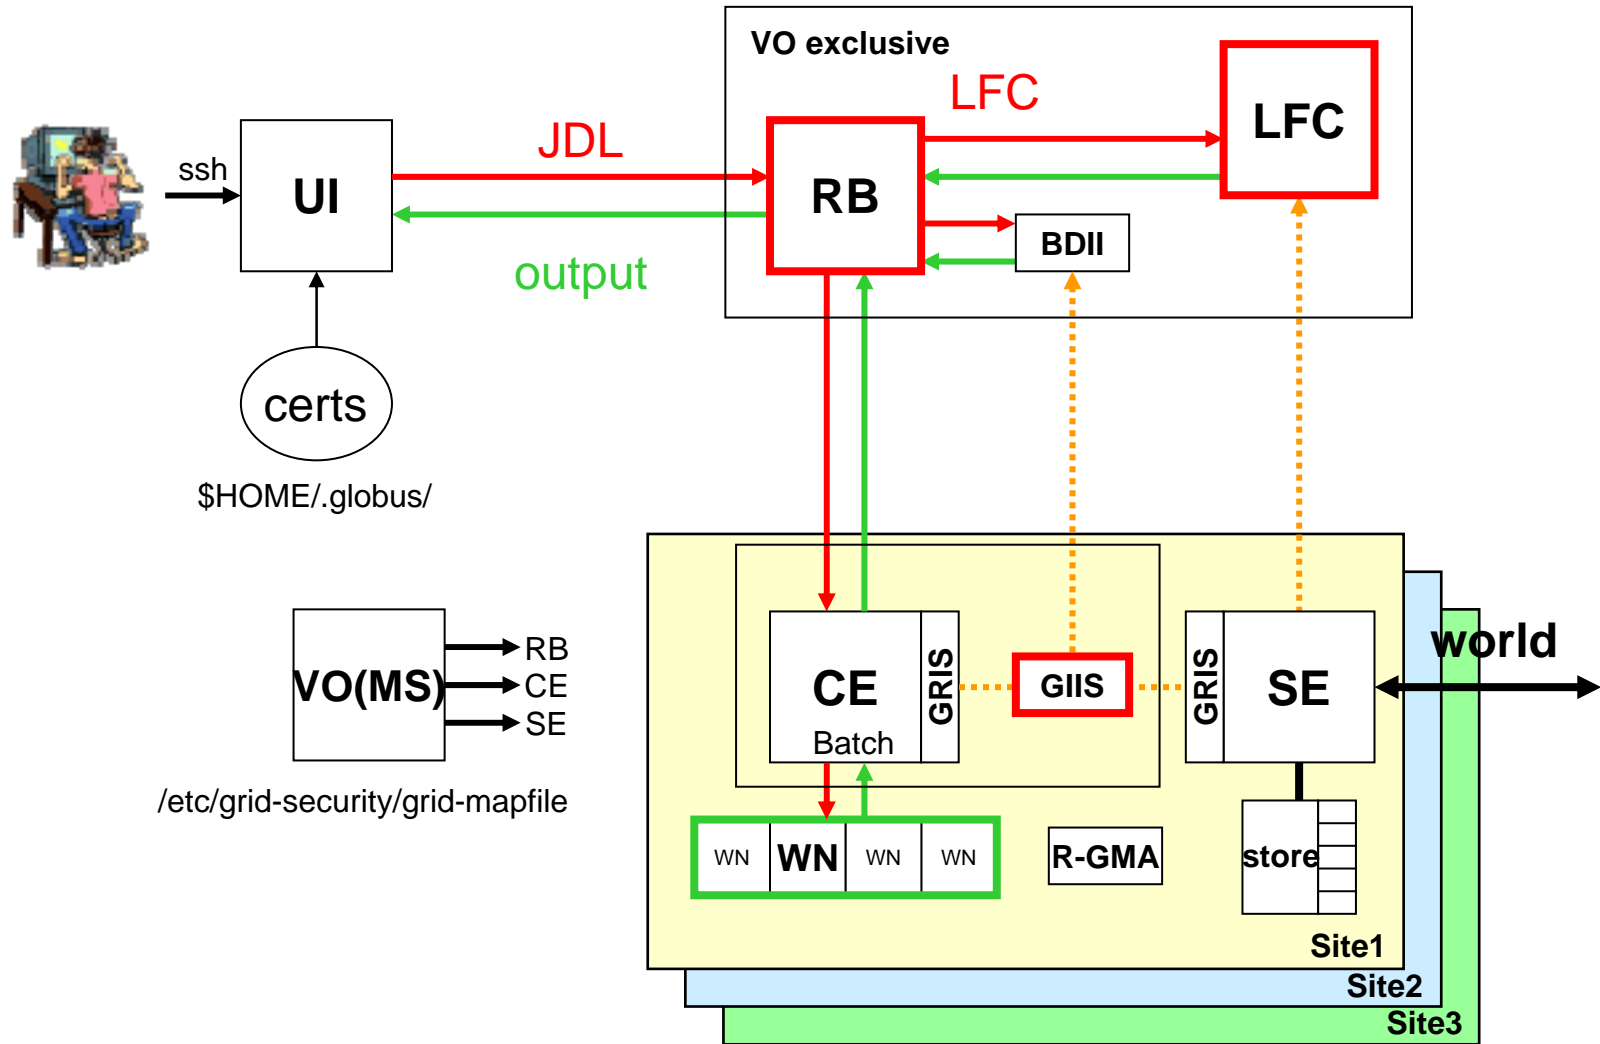 VO exclusive
LFC
LFC
JDL
ssh
UI
RB
BDII
output
certs
$HOME/.globus/
world
VO(MS)
RB
CE
SE
CE
GRIS
GIIS
GRIS
SE
Batch
/etc/grid-security/grid-mapfile
WN
WN
WN
WN
R-GMA
store
Site1
Site2
Site3